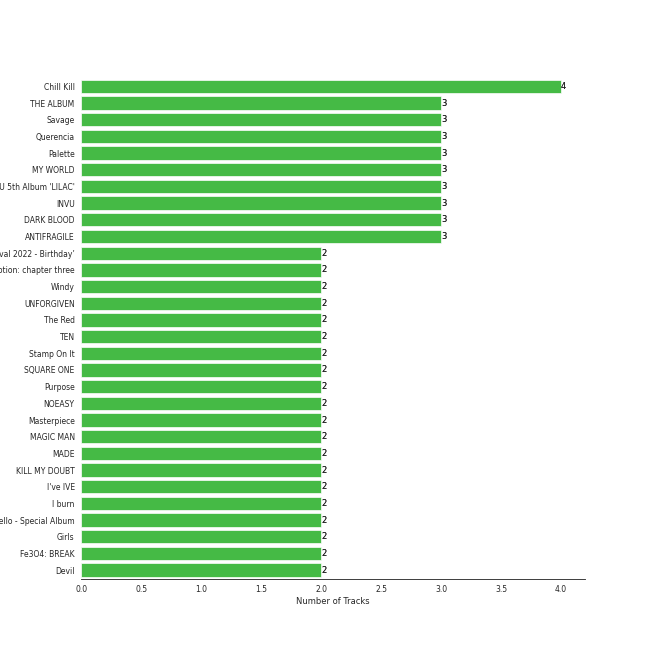 Chill Kill 4
THE ALBUM 3
Savage 3
Querencia 3
Palette 3
MY WORLD 3
5th Album 'LILAC' 3
INVU 3
DARK BLOOD 3
ANTIFRAGILE 3
2022 - Birthday' 2
chapter three 2
Windy 2
UNFORGIVEN 2
The Red 2
TEN 2
Stamp On It 2
SQUARE ONE 2
Purpose 2
NOEASY 2
Masterpiece 2
MAGIC MAN 2
MADE 2
KILL MY DOUBT 2
I've IVE 2
I burn 2
- Special Album 2
Girls 2
Fe3O4: BREAK 2
Devil 2
0.0 0.5 1.0 1.5 2.0 2.5 3.0 3.5 4.0
Number of Tracks